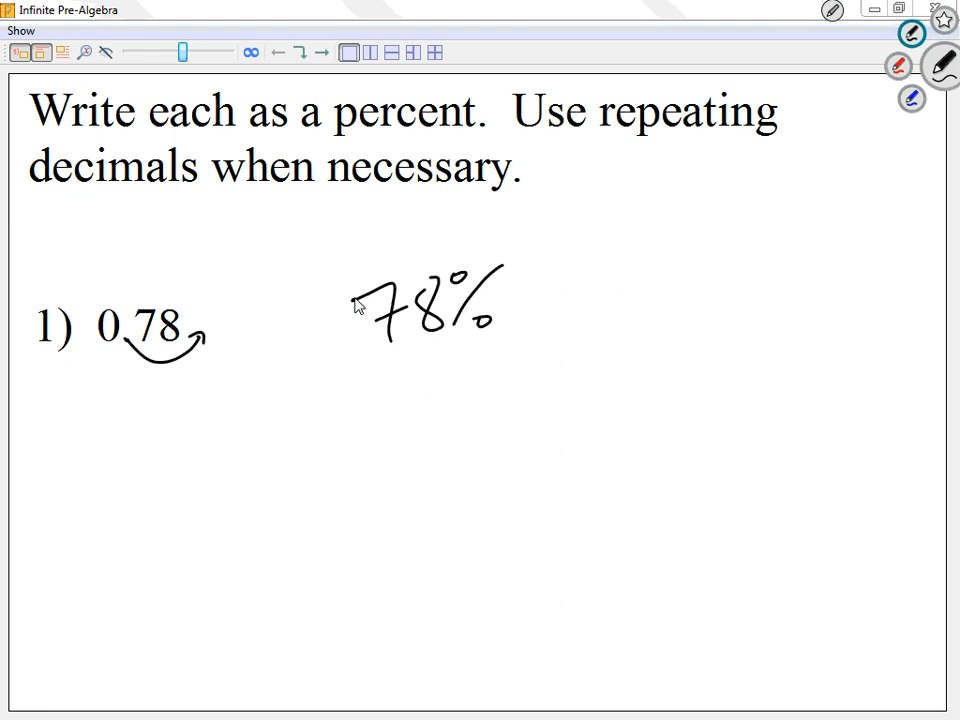 Infinite Pre-Algebra
Show
Write each as a percent. Use repeating
decimals when necessary.
1) 0.78
78%